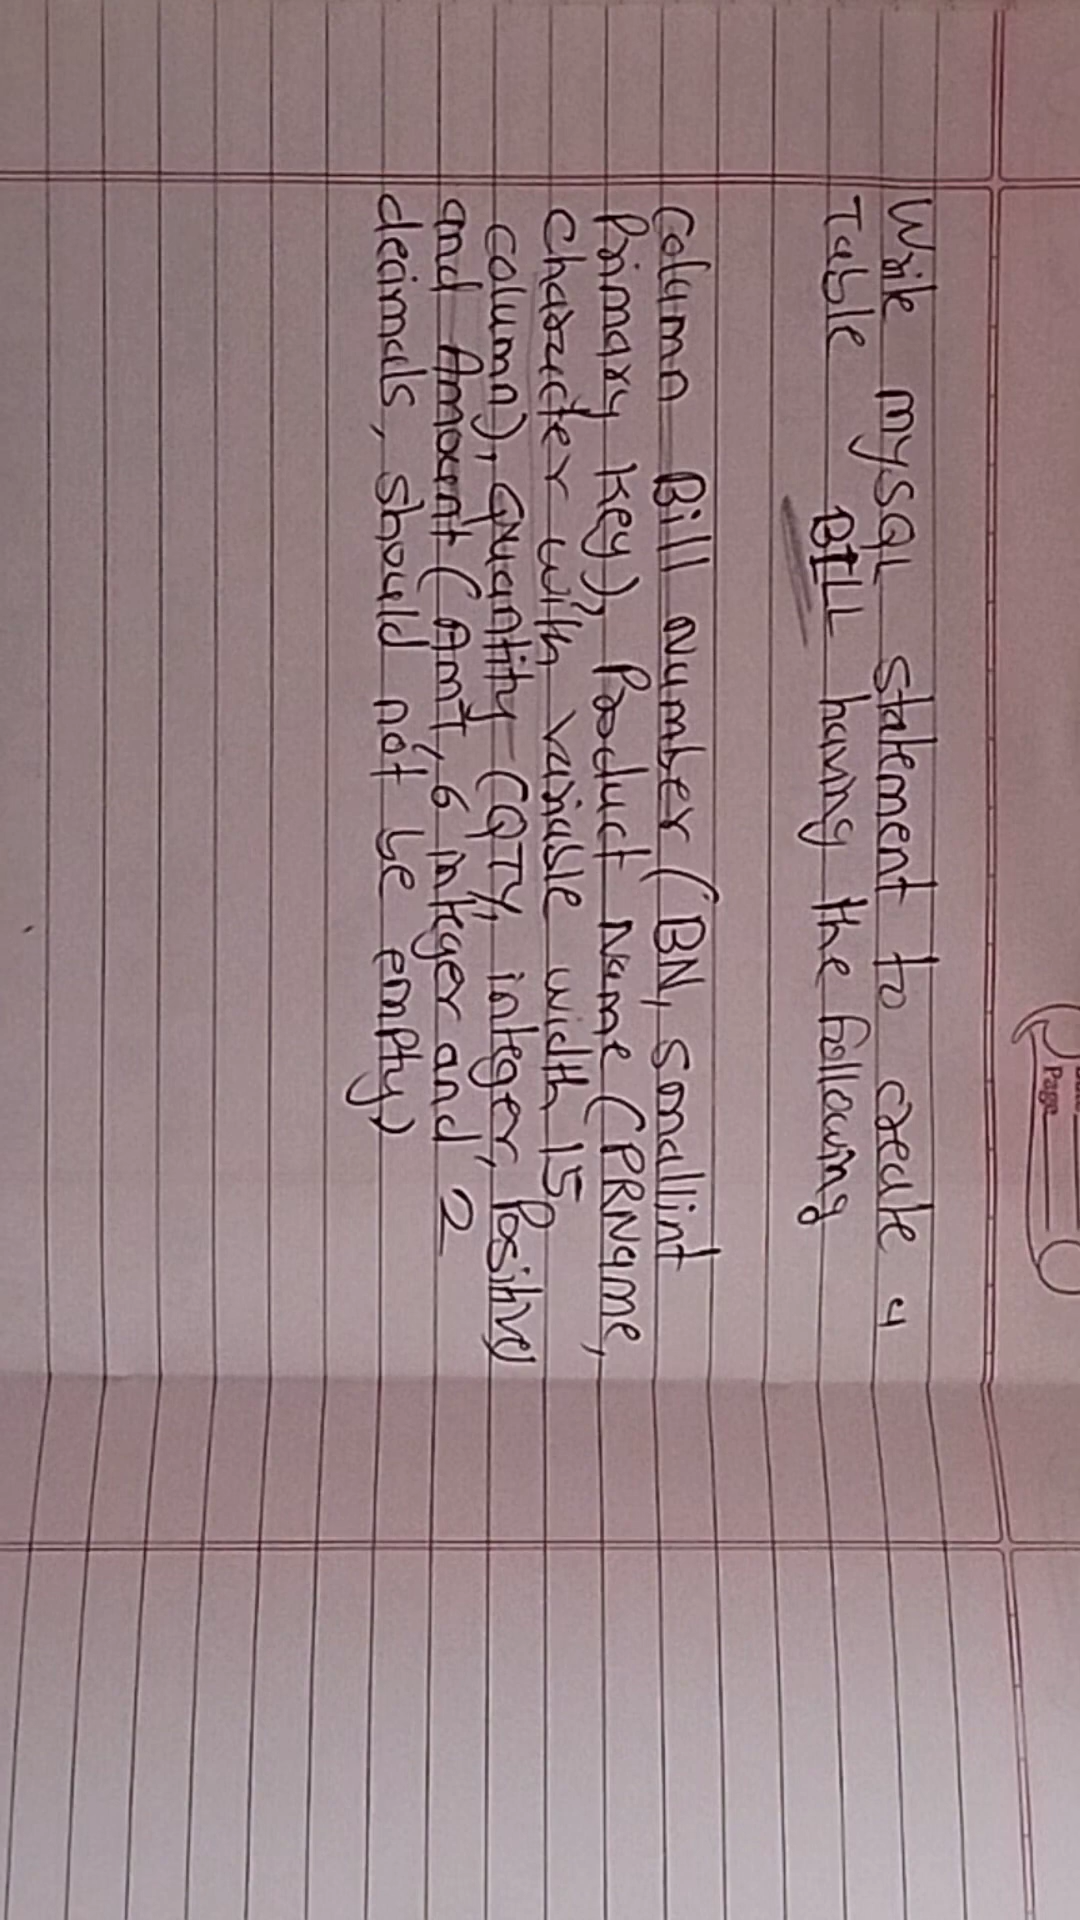 Page
Write mysQL statement to create a
Table BILL having the following
Column Bill number (BN, smallint
Primary key), Product Name (PRName,
character with variable width 15
column), Quantity (QTY, integer, Positive)
and Amount (AmT, 6 integer and 2
decimals, should not be empty)